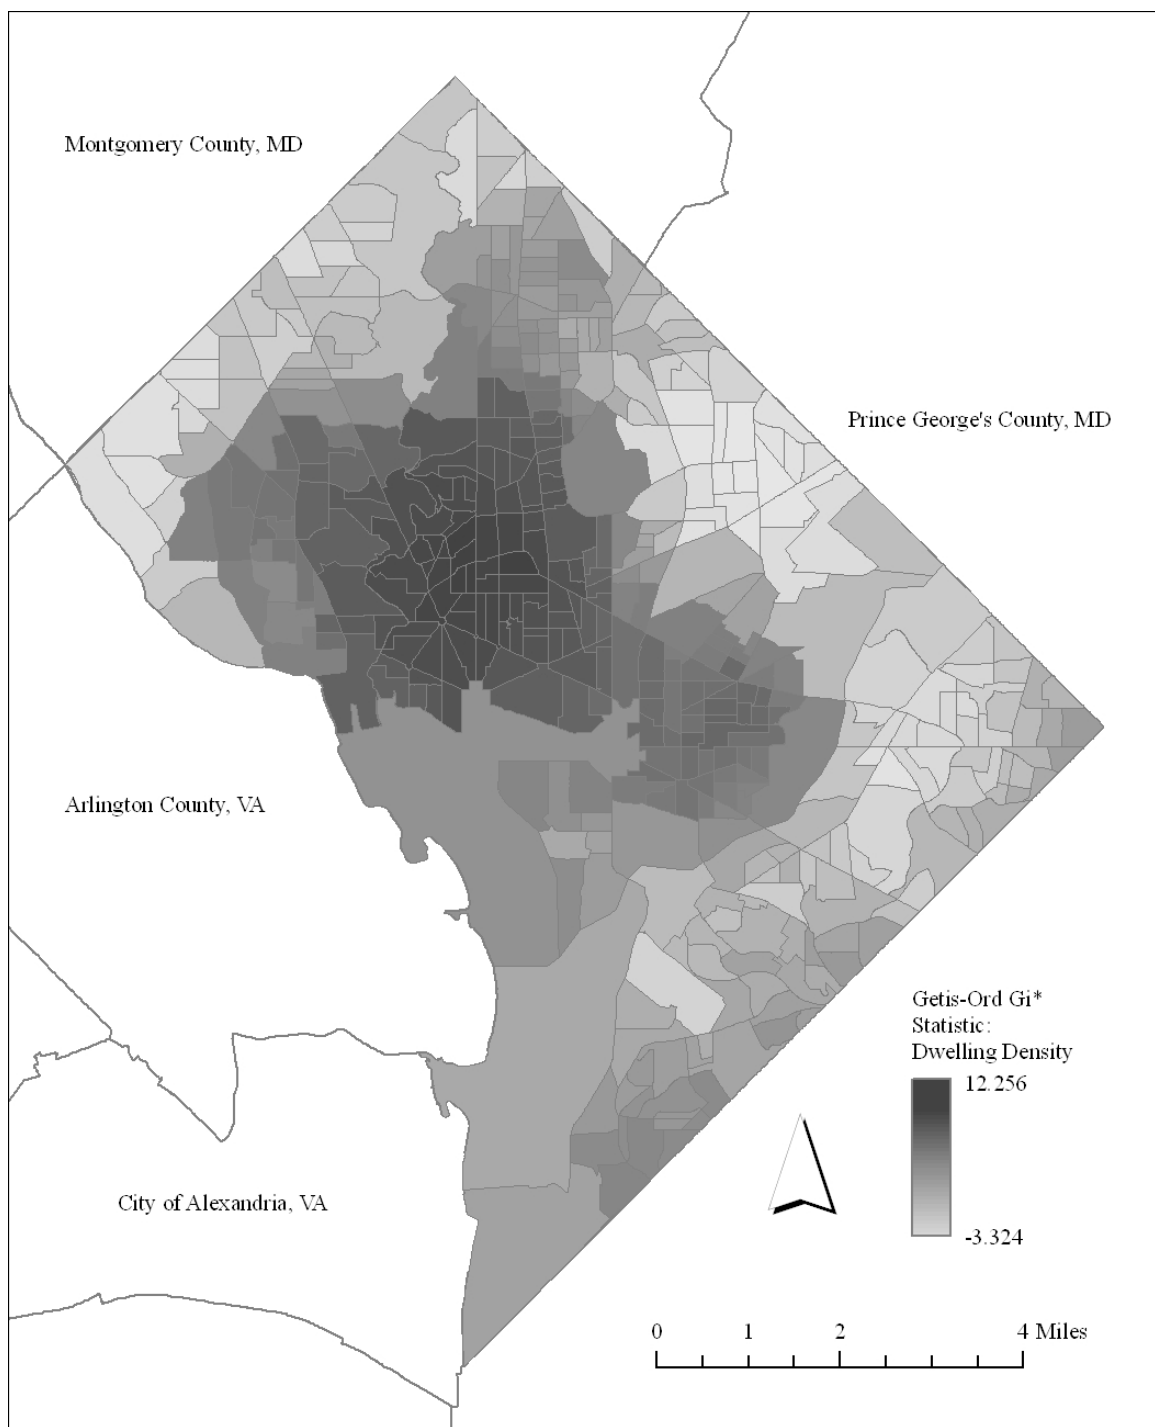 Montgomery County, MD
Prince George's County, MD
Arlington County, VA
Getis-Ord Gi*
Statistic:
Dwelling Density
12.256
City of Alexandria, VA
-3.324
0 1 2 4 Miles